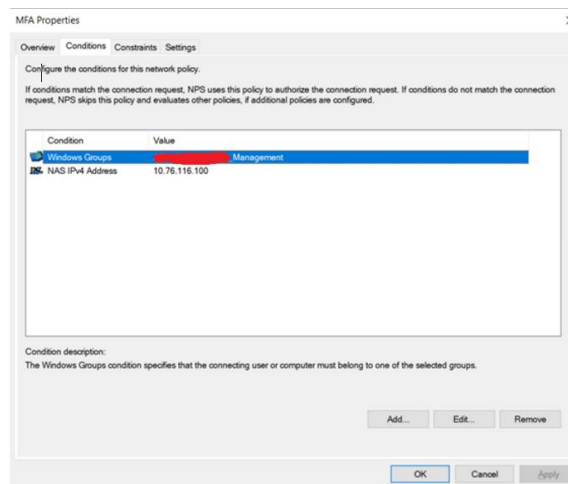 MFA Properties
Overview Conditions Constraints Settings
Configure the conditions for this network policy.
If conditions match the connection request, NPS uses this policy to authorize the connection request. If conditions do not match the connection
request, NPS skips this policy and evaluates other policies, if additional policies are configured.
Condition Value
Windows Groups _Management
NAS IPv4 Address 10.76.116.100
Condition description:
The Windows Groups condition specifies that the connecting user or computer must belong to one of the selected groups.
Add... Edit... Remove
OK Cancel Apply